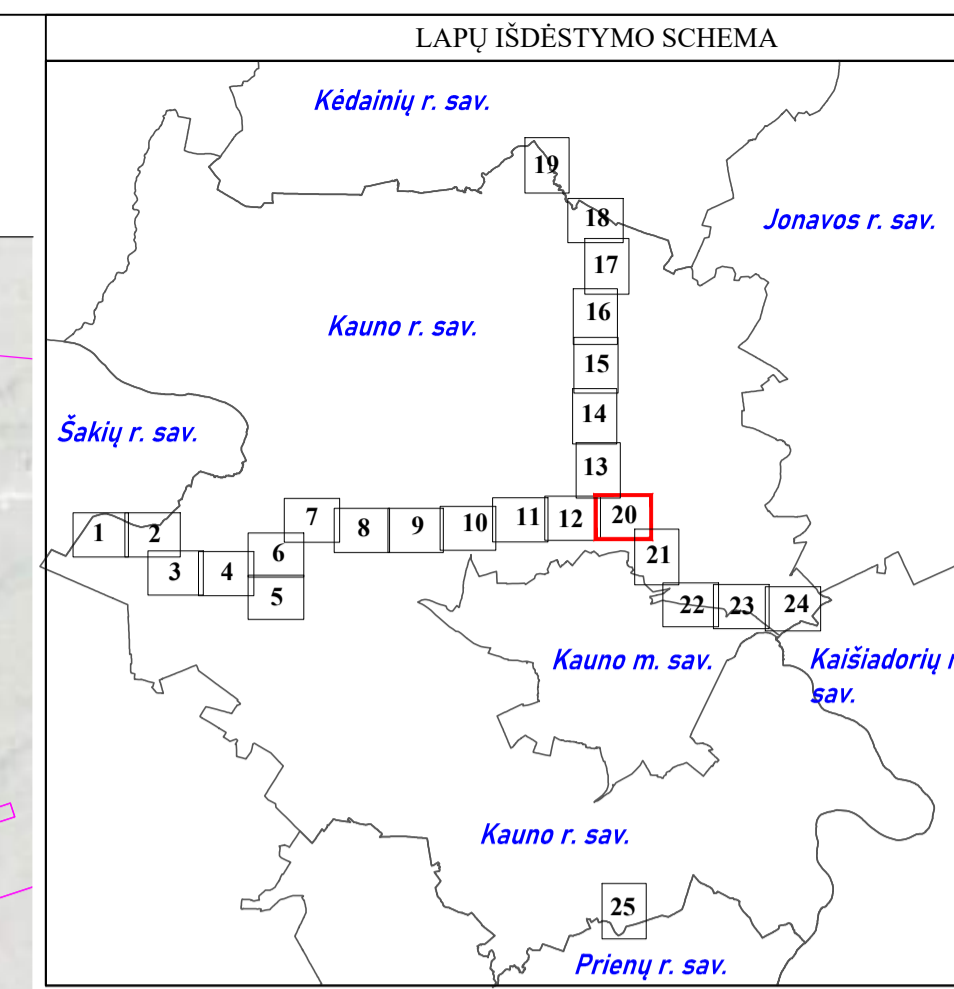 LAPŲ IŠDĖSTYMO SCHEMA
Kėdainių r. sav.
19
18
Jonavos r. sav.
17
16
Kauno r. sav.
15
14
Šakių r. sav.
13
1
2
3
4
5
6
7
8
9
10
11
12
20
21
22
23
24
Kauno m. sav.
Kaišiadorių r
sav.
Kauno r. sav.
25
Prienų r. sav.